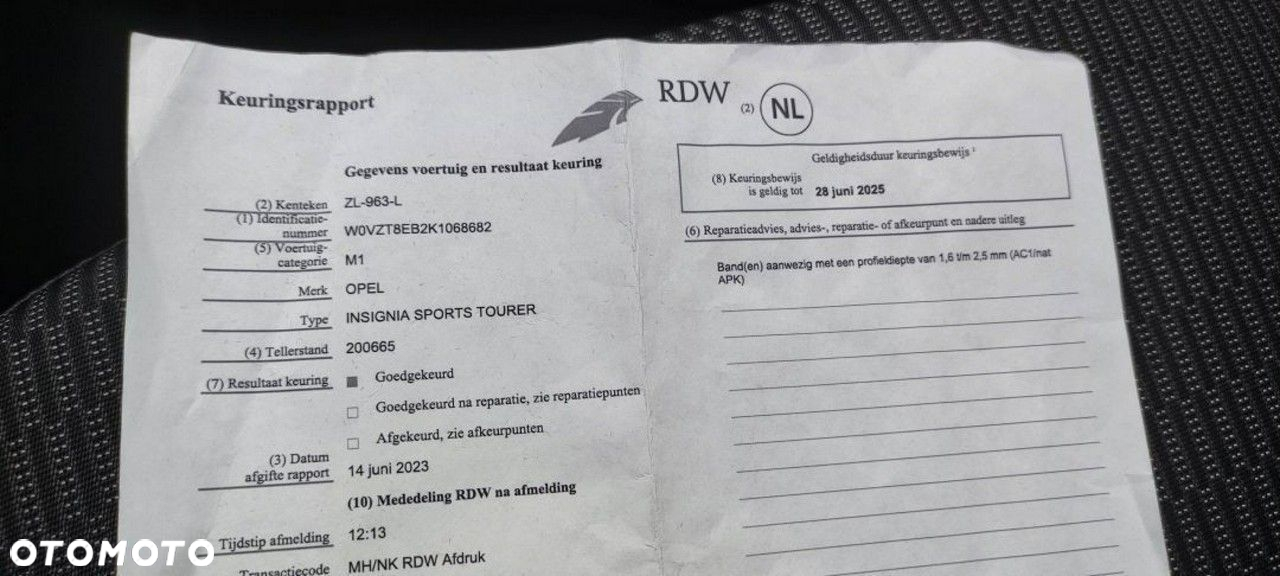 Keuringsrapport
Gegevens voertuig en resultaat keuring
(2) Kenteken ZL-963-L
(1) Identificatie-
nummer W0VZT8EB2K1068682
(5) Voertuig-
categorie M1
Merk OPEL
Type INSIGNIA SPORTS TOURER
(4) Tellerstand 200665
(7) Resultaat keuring Goedgekeurd
Goedgekeurd na reparatie, zie reparatiepunten
Afgekeurd, zie afkeurpunten
(3) Datum
afgifte rapport 14 juni 2023
(10) Mededeling RDW na afmelding
Tijdstip afmelding 12:13
Transactiecode MH/NK RDW Afdruk
RDW (2) NL
Geldigheidsduur keuringsbewijs ¹
(8) Keuringsbewijs
is geldig tot 28 juni 2025
(6) Reparatieadvies, advies-, reparatie- of afkeurpunt en nadere uitleg
Band(en) aanwezig met een profieldiepte van 1,6 t/m 2,5 mm (AC1/nat
APK)
OTOMOTO